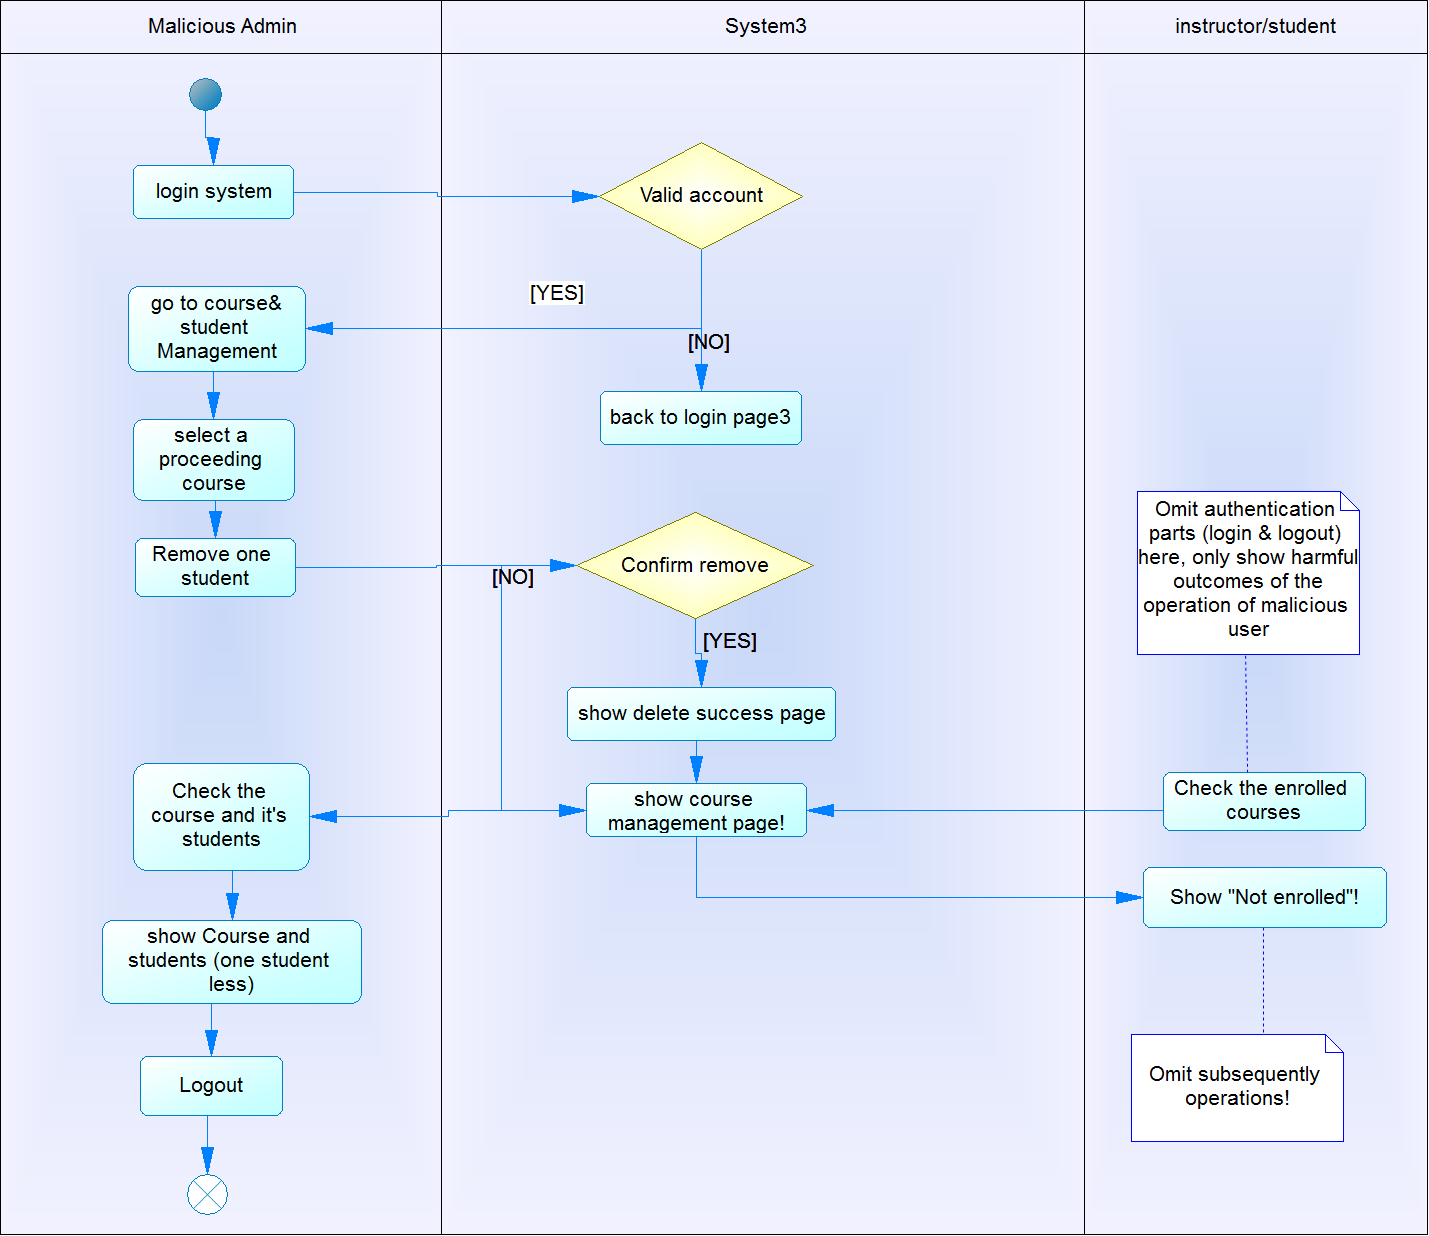 Malicious Admin
System3
instructor/student
login system
Valid account
[YES]
go to course&
student
Management
[NO]
back to login page3
select a
proceeding
course
Omit authentication
parts (login & logout)
here, only show harmful
outcomes of the
operation of malicious
user
Remove one
student
[NO]
Confirm remove
[YES]
show delete success page
Check the
course and it's
students
show course
management page!
Check the enrolled
courses
Show "Not enrolled"!
show Course and
students (one student
less)
Logout
Omit subsequently
operations!